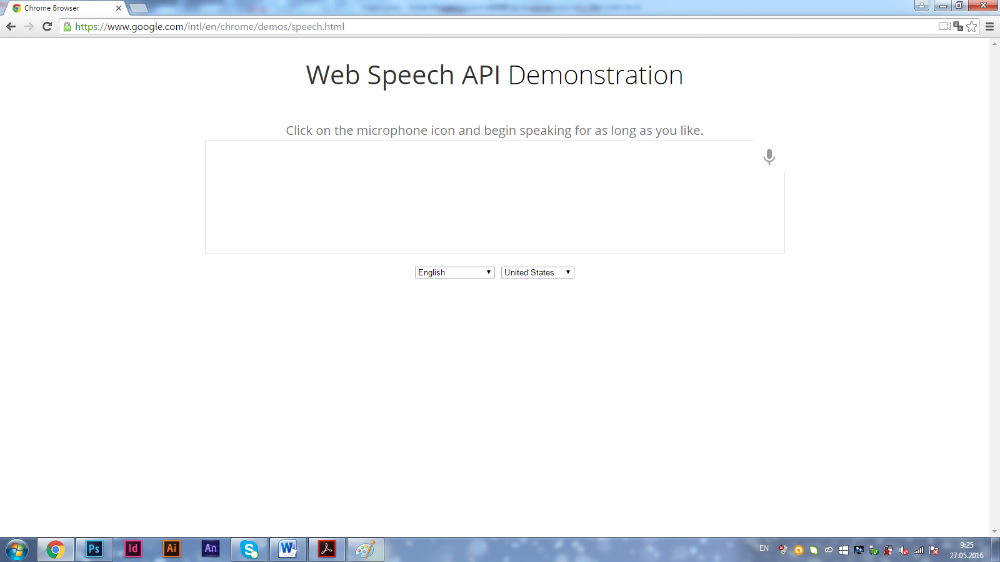 Chrome Browser
https://www.google.com/intl/en/chrome/demos/speech.html
Web Speech API Demonstration
Click on the microphone icon and begin speaking for as long as you like.
English United States
Ps Id Ai An
EN
9:25
27.05.2016